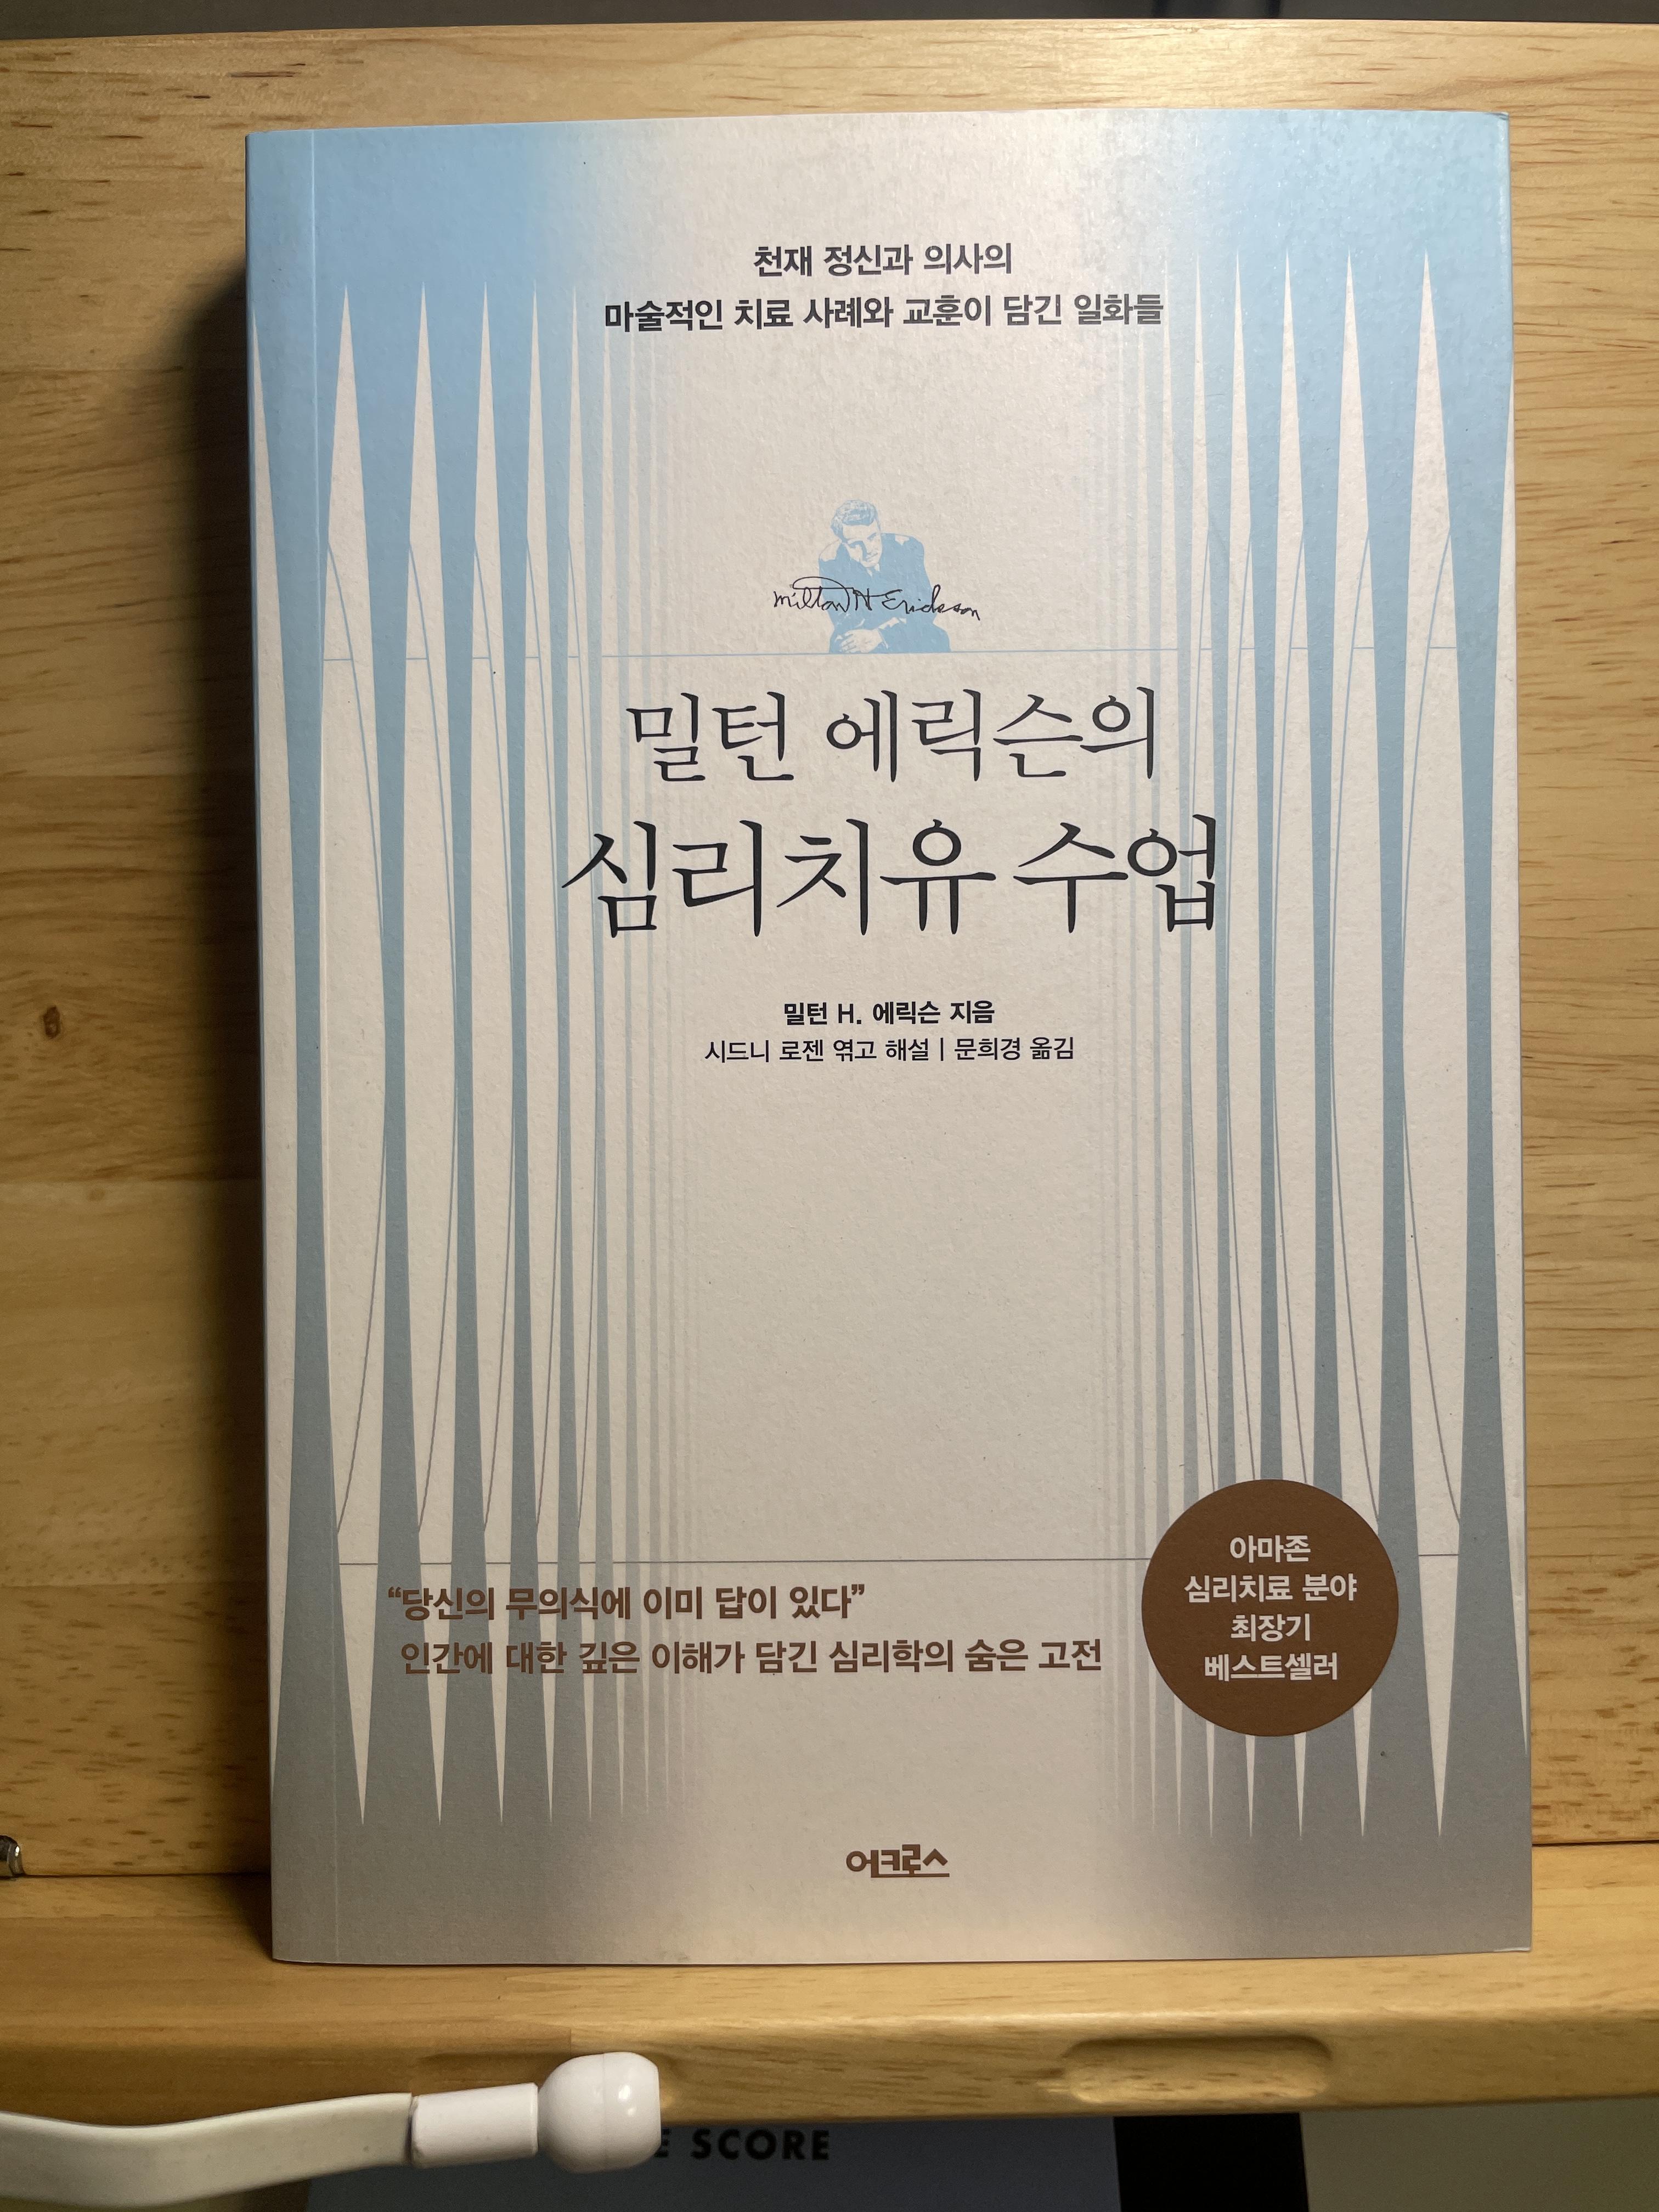 천재 정신과 의사의
마술적인 치료 사례와 교훈이 담긴 일화들
Milton H Erickson
밀턴 에릭슨의
심리치유 수업
밀턴 H. 에릭슨 지음
시드니 로젠 엮고 해설 | 문희경 옮김
“당신의 무의식에 이미 답이 있다”
인간에 대한 깊은 이해가 담긴 심리학의 숨은 고전
아마존
심리치료 분야
최장기
베스트셀러
어크로스
SCORE